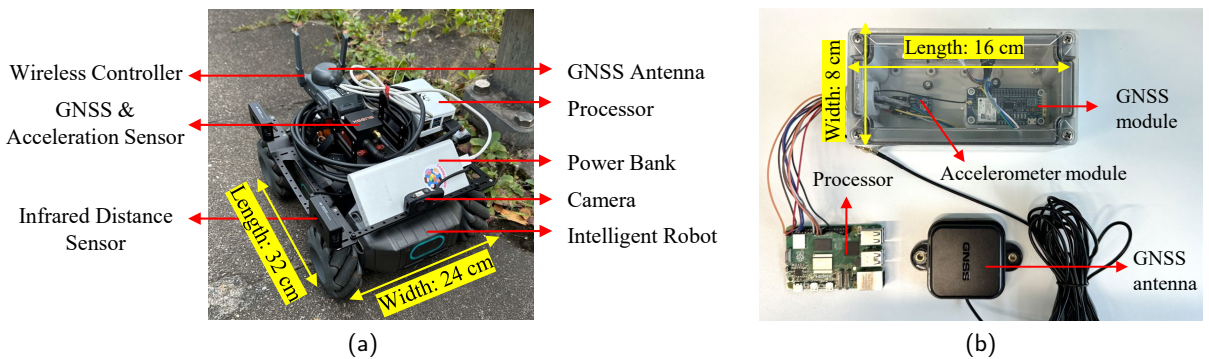 Wireless Controller
GNSS &
Acceleration Sensor
Infrared Distance
Sensor
Length: 32 cm
Width: 24 cm
GNSS Antenna
Processor
Power Bank
Camera
Intelligent Robot
(a)
Length: 16 cm
Width: 8 cm
GNSS
module
Accelerometer module
Processor
GNSS
GNSS
antenna
(b)